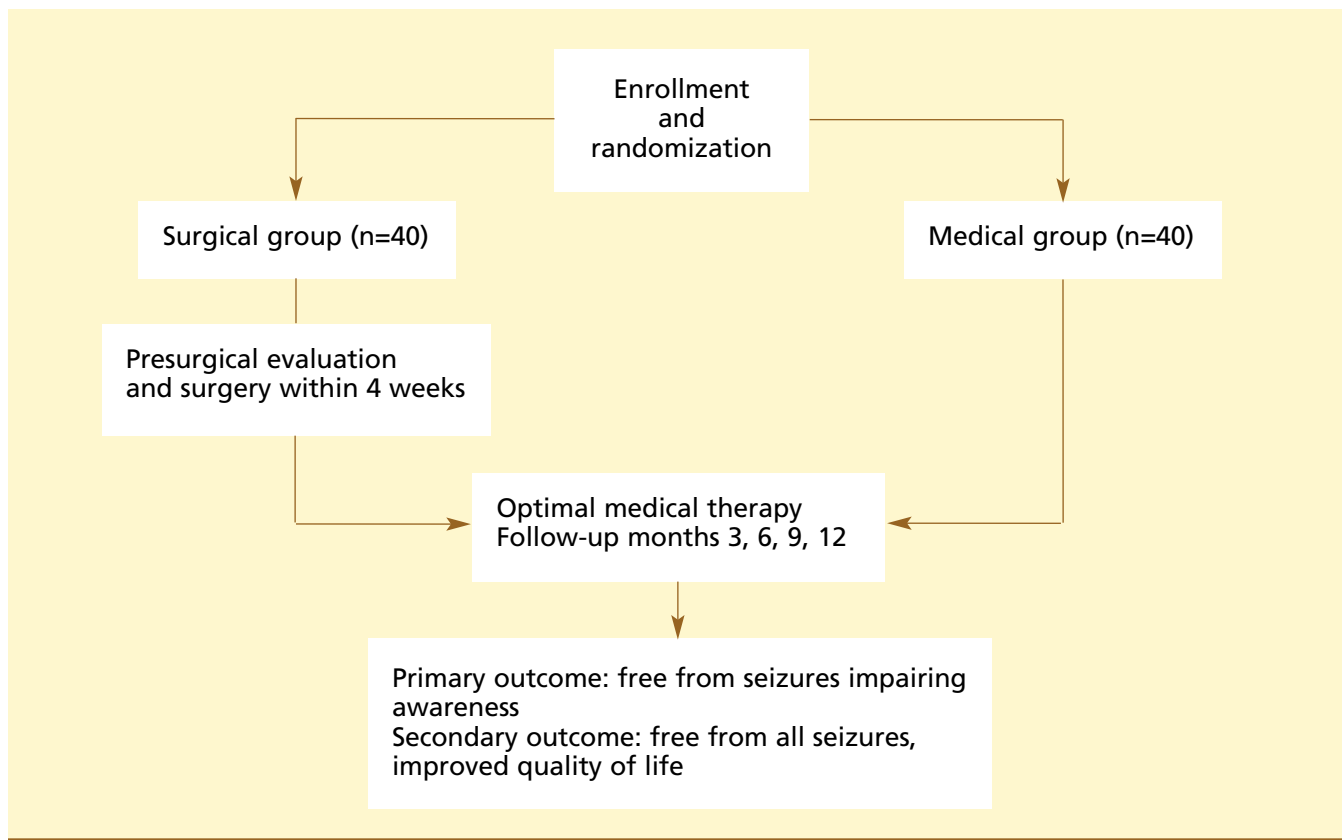 Enrollment
and
randomization
Surgical group (n=40)
Medical group (n=40)
Presurgical evaluation
and surgery within 4 weeks
Optimal medical therapy
Follow-up months 3, 6, 9, 12
Primary outcome: free from seizures impairing
awareness
Secondary outcome: free from all seizures,
improved quality of life